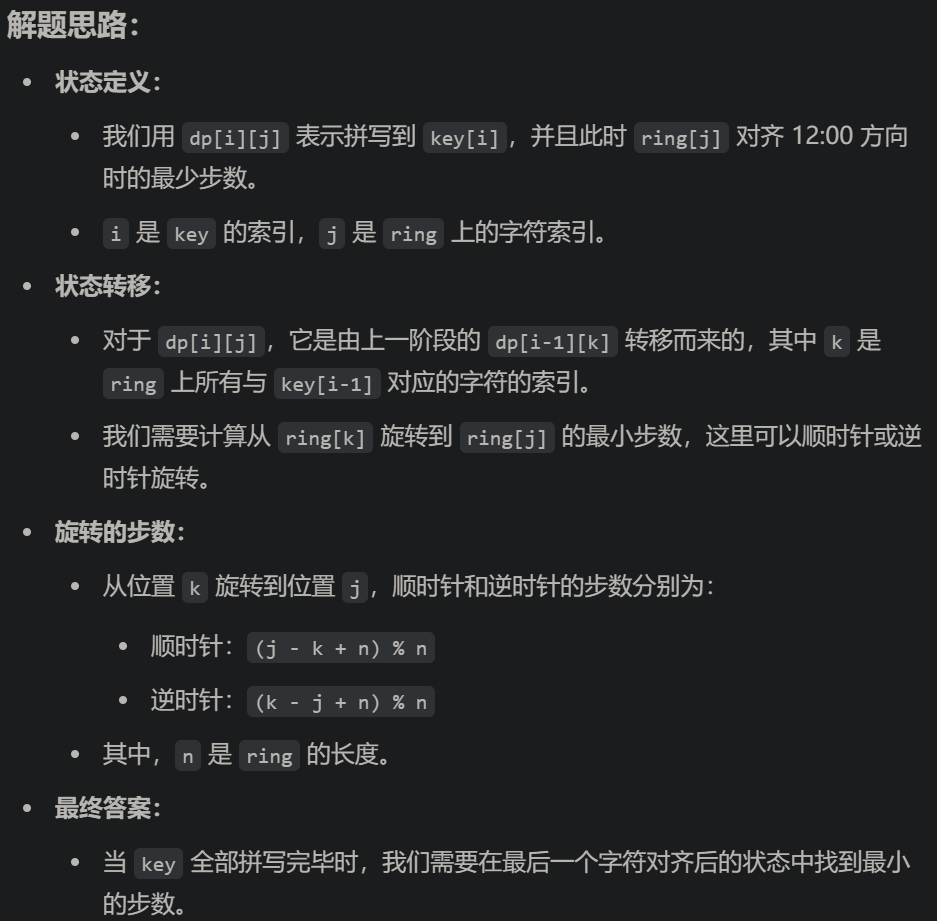 解题思路：
• 状态定义：
• 我们用 dp[i][j] 表示拼写到 key[i]，并且此时 ring[j] 对齐 12:00 方向
时的最少步数。
• i 是 key 的索引，j 是 ring 上的字符索引。
• 状态转移：
• 对于 dp[i][j]，它是由上一阶段的 dp[i-1][k] 转移而来的，其中 k 是
ring 上所有与 key[i-1] 对应的字符的索引。
• 我们需要计算从 ring[k] 旋转到 ring[j] 的最小步数，这里可以顺时针或逆
时针旋转。
• 旋转的步数：
• 从位置 k 旋转到位置 j，顺时针和逆时针的步数分别为：
• 顺时针：(j - k + n) % n
• 逆时针：(k - j + n) % n
• 其中，n 是 ring 的长度。
• 最终答案：
• 当 key 全部拼写完毕时，我们需要在最后一个字符对齐后的状态中找到最小
的步数。